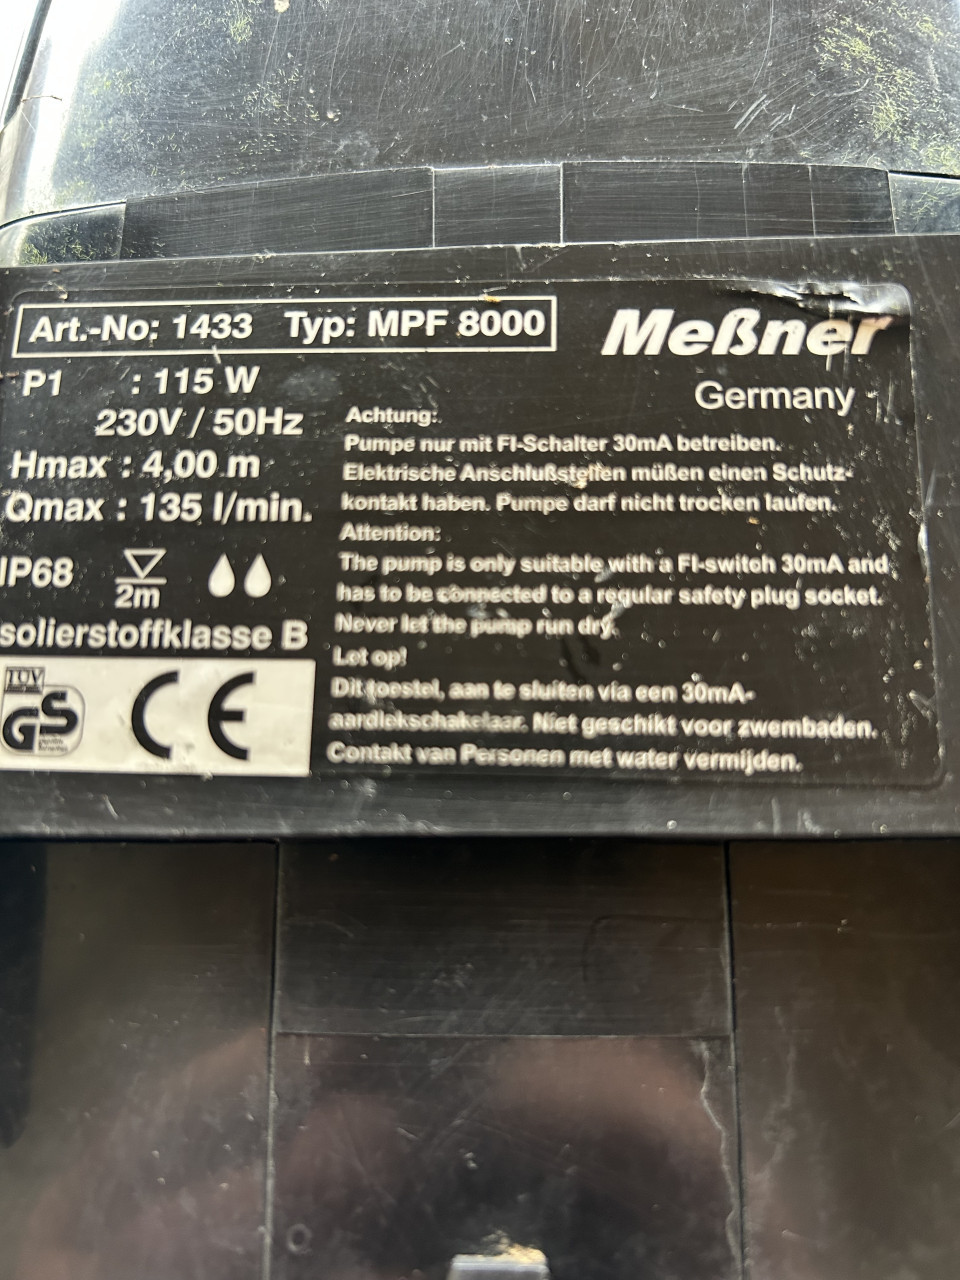 Art.-No: 1433 Typ: MPF 8000
Meßner
Germany
P1 : 115 W
230V / 50Hz
Hmax : 4,00 m
Qmax : 135 l/min.
IP68
2m
solierstoffklasse B
TÜV
GS
CE
Achtung:
Pumpe nur mit FI-Schalter 30mA betreiben.
Elektrische Anschlußstellen müßen einen Schutz-
kontakt haben. Pumpe darf nicht trocken laufen.
Attention:
The pump is only suitable with a FI-switch 30mA and
has to be connected to a regular safety plug socket.
Never let the pump run dry.
Let op!
Dit toestel, aan te sluiten via een 30mA-
aardlekschakelaar. Niet geschikt voor zwembaden.
Contakt van Personen met water vermijden.